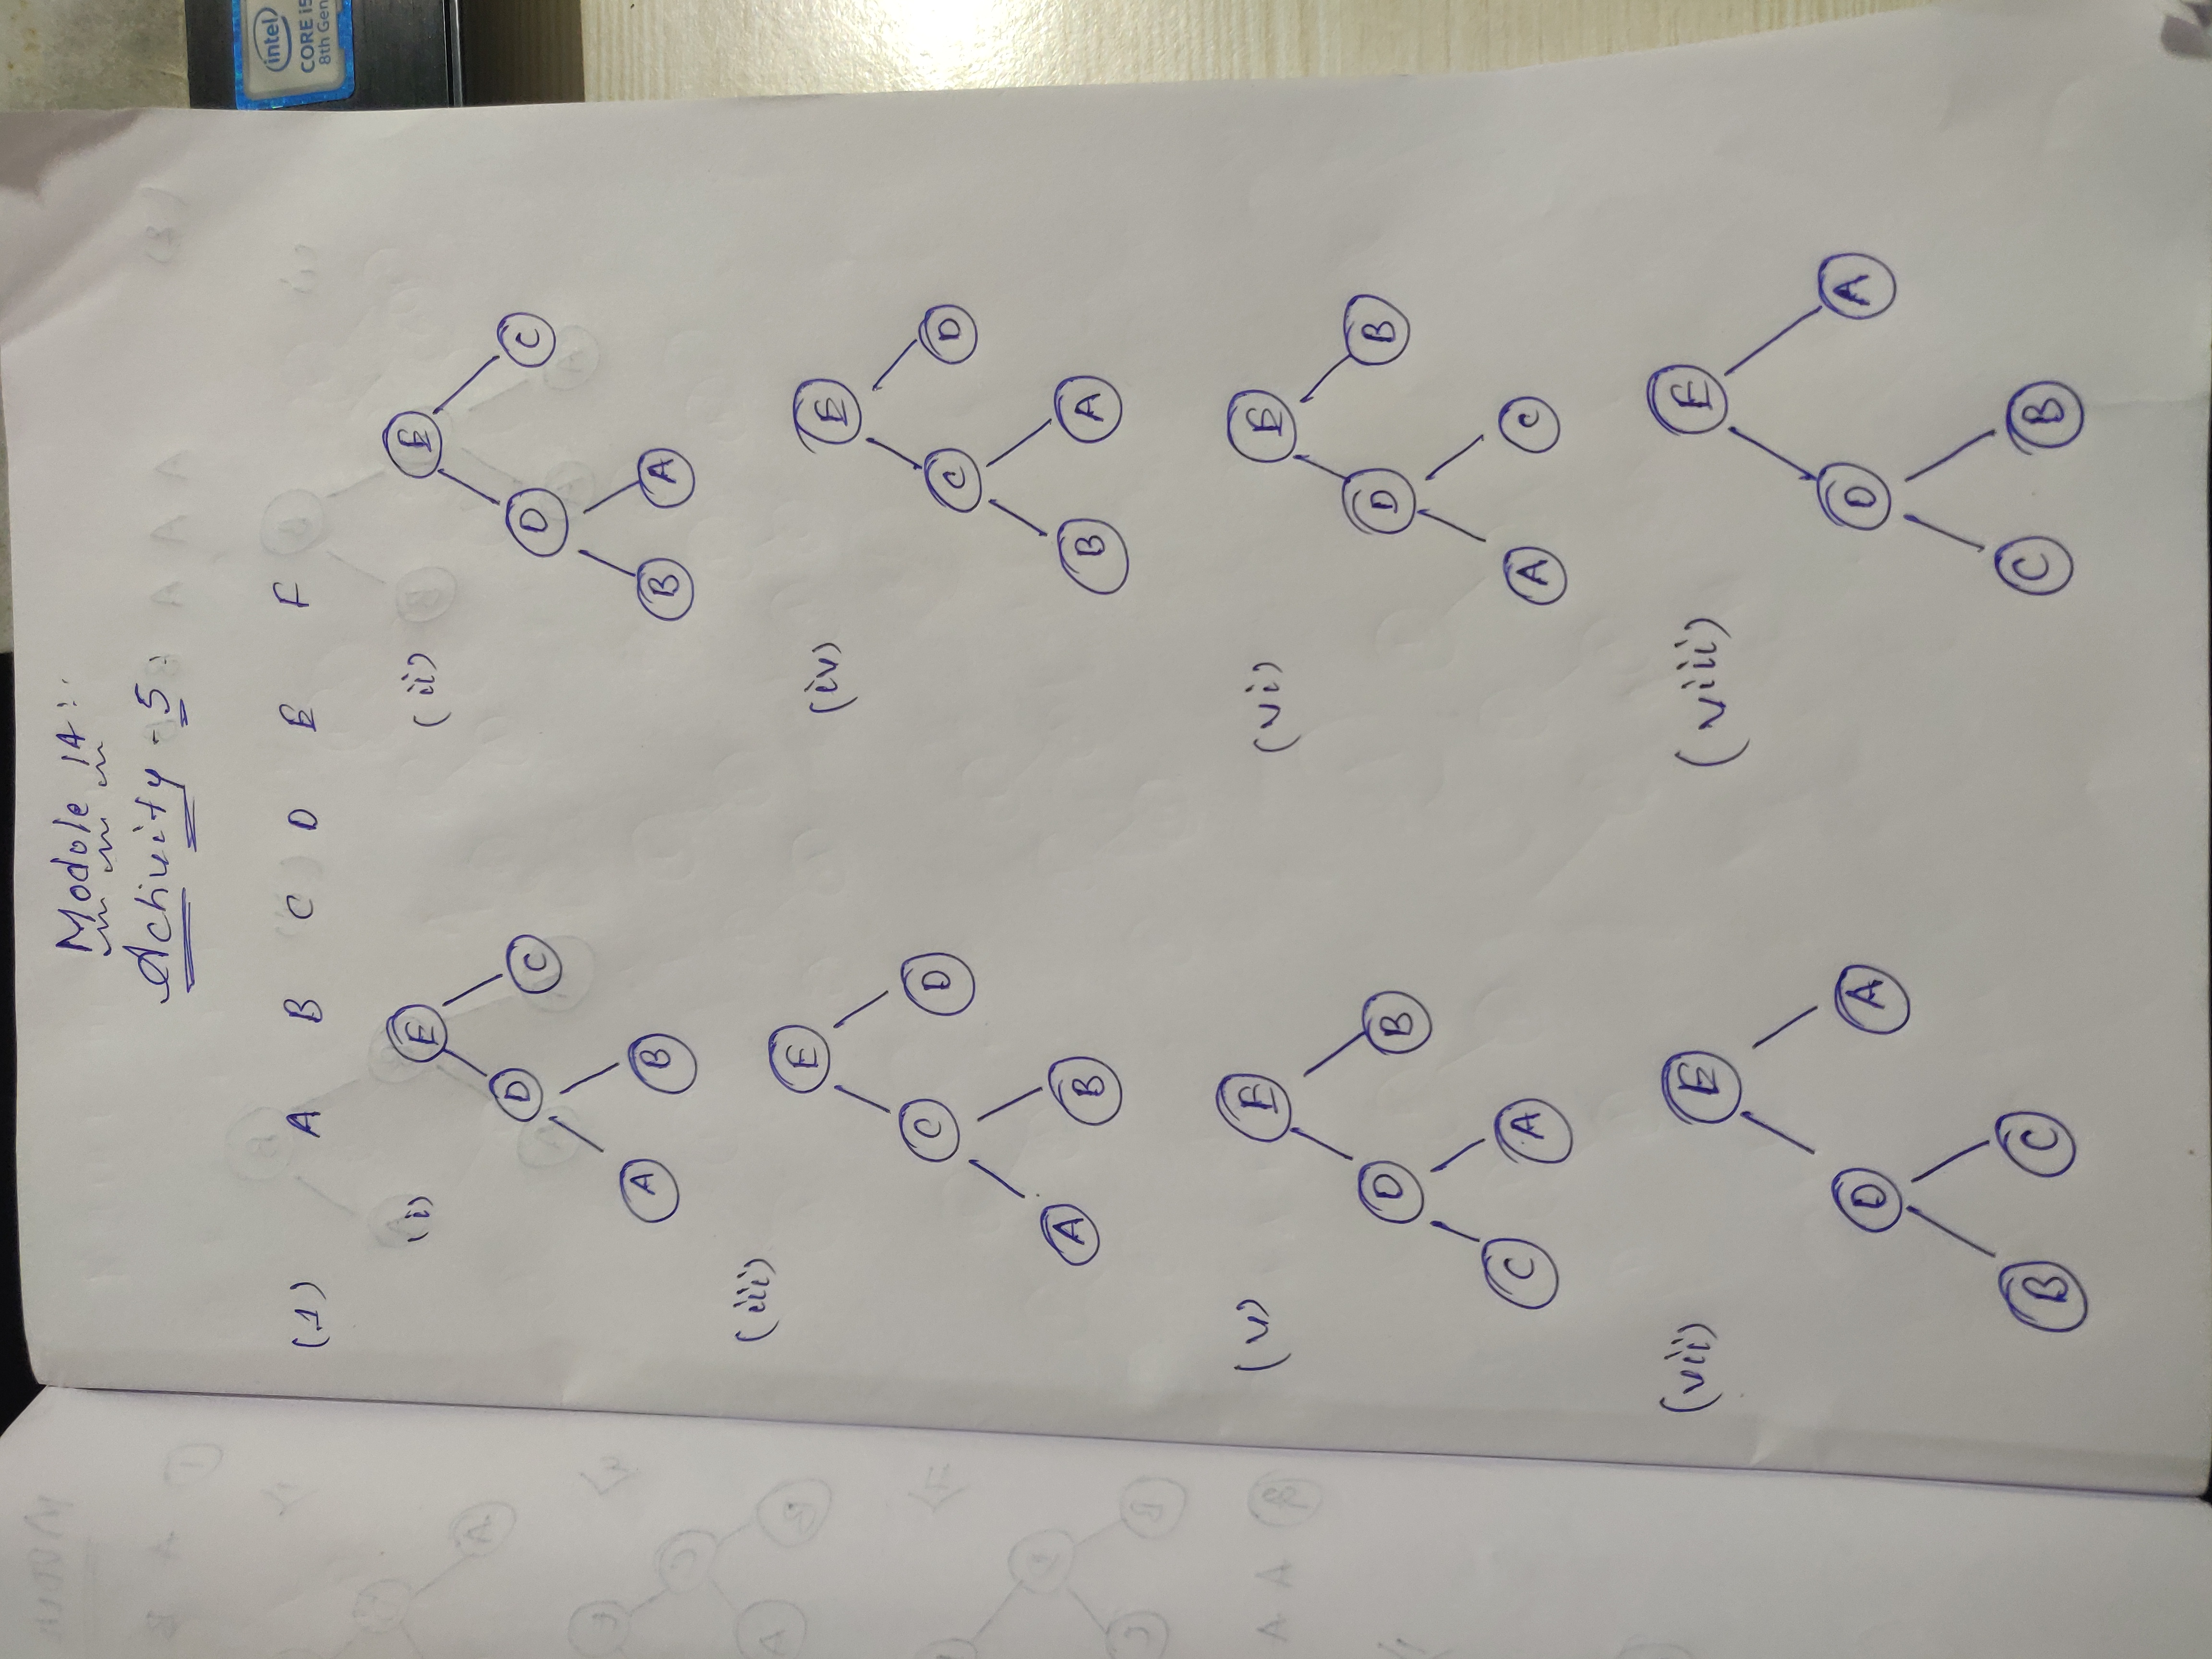 Module 14:
Activity - 5:
(1) A B C D E F
(i) E (ii) E
D C D C
A B B A
(iii) E (iv) E
C D C D
A B B A
(v) E (vi) E
D B D B
C A A C
(vii) E (viii) E
D A D A
B C C B
intel
CORE i5
8th Gen